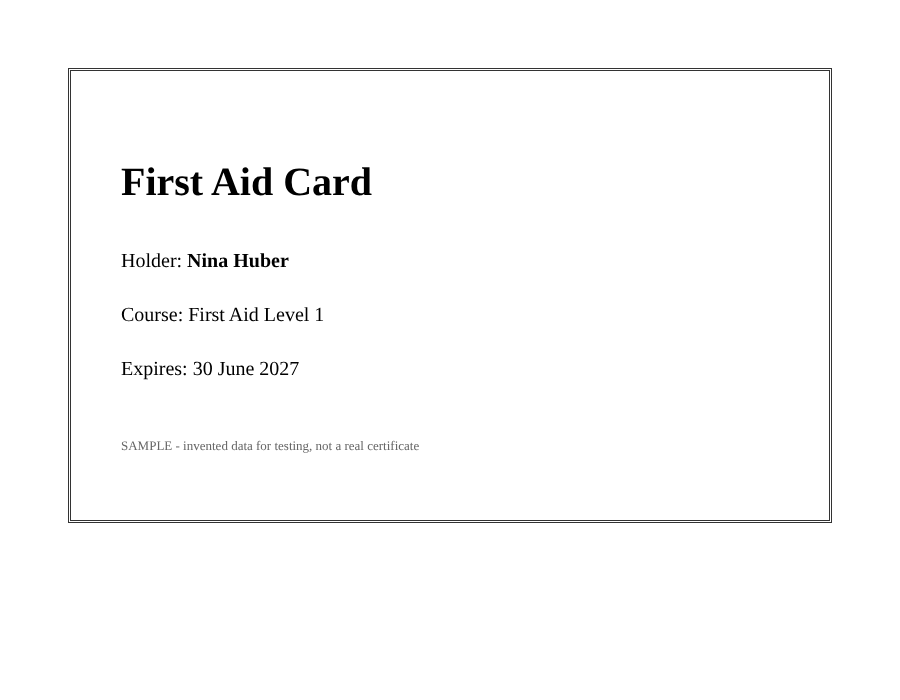 First Aid Card
Holder: Nina Huber
Course: First Aid Level 1
Expires: 30 June 2027
SAMPLE - invented data for testing, not a real certificate